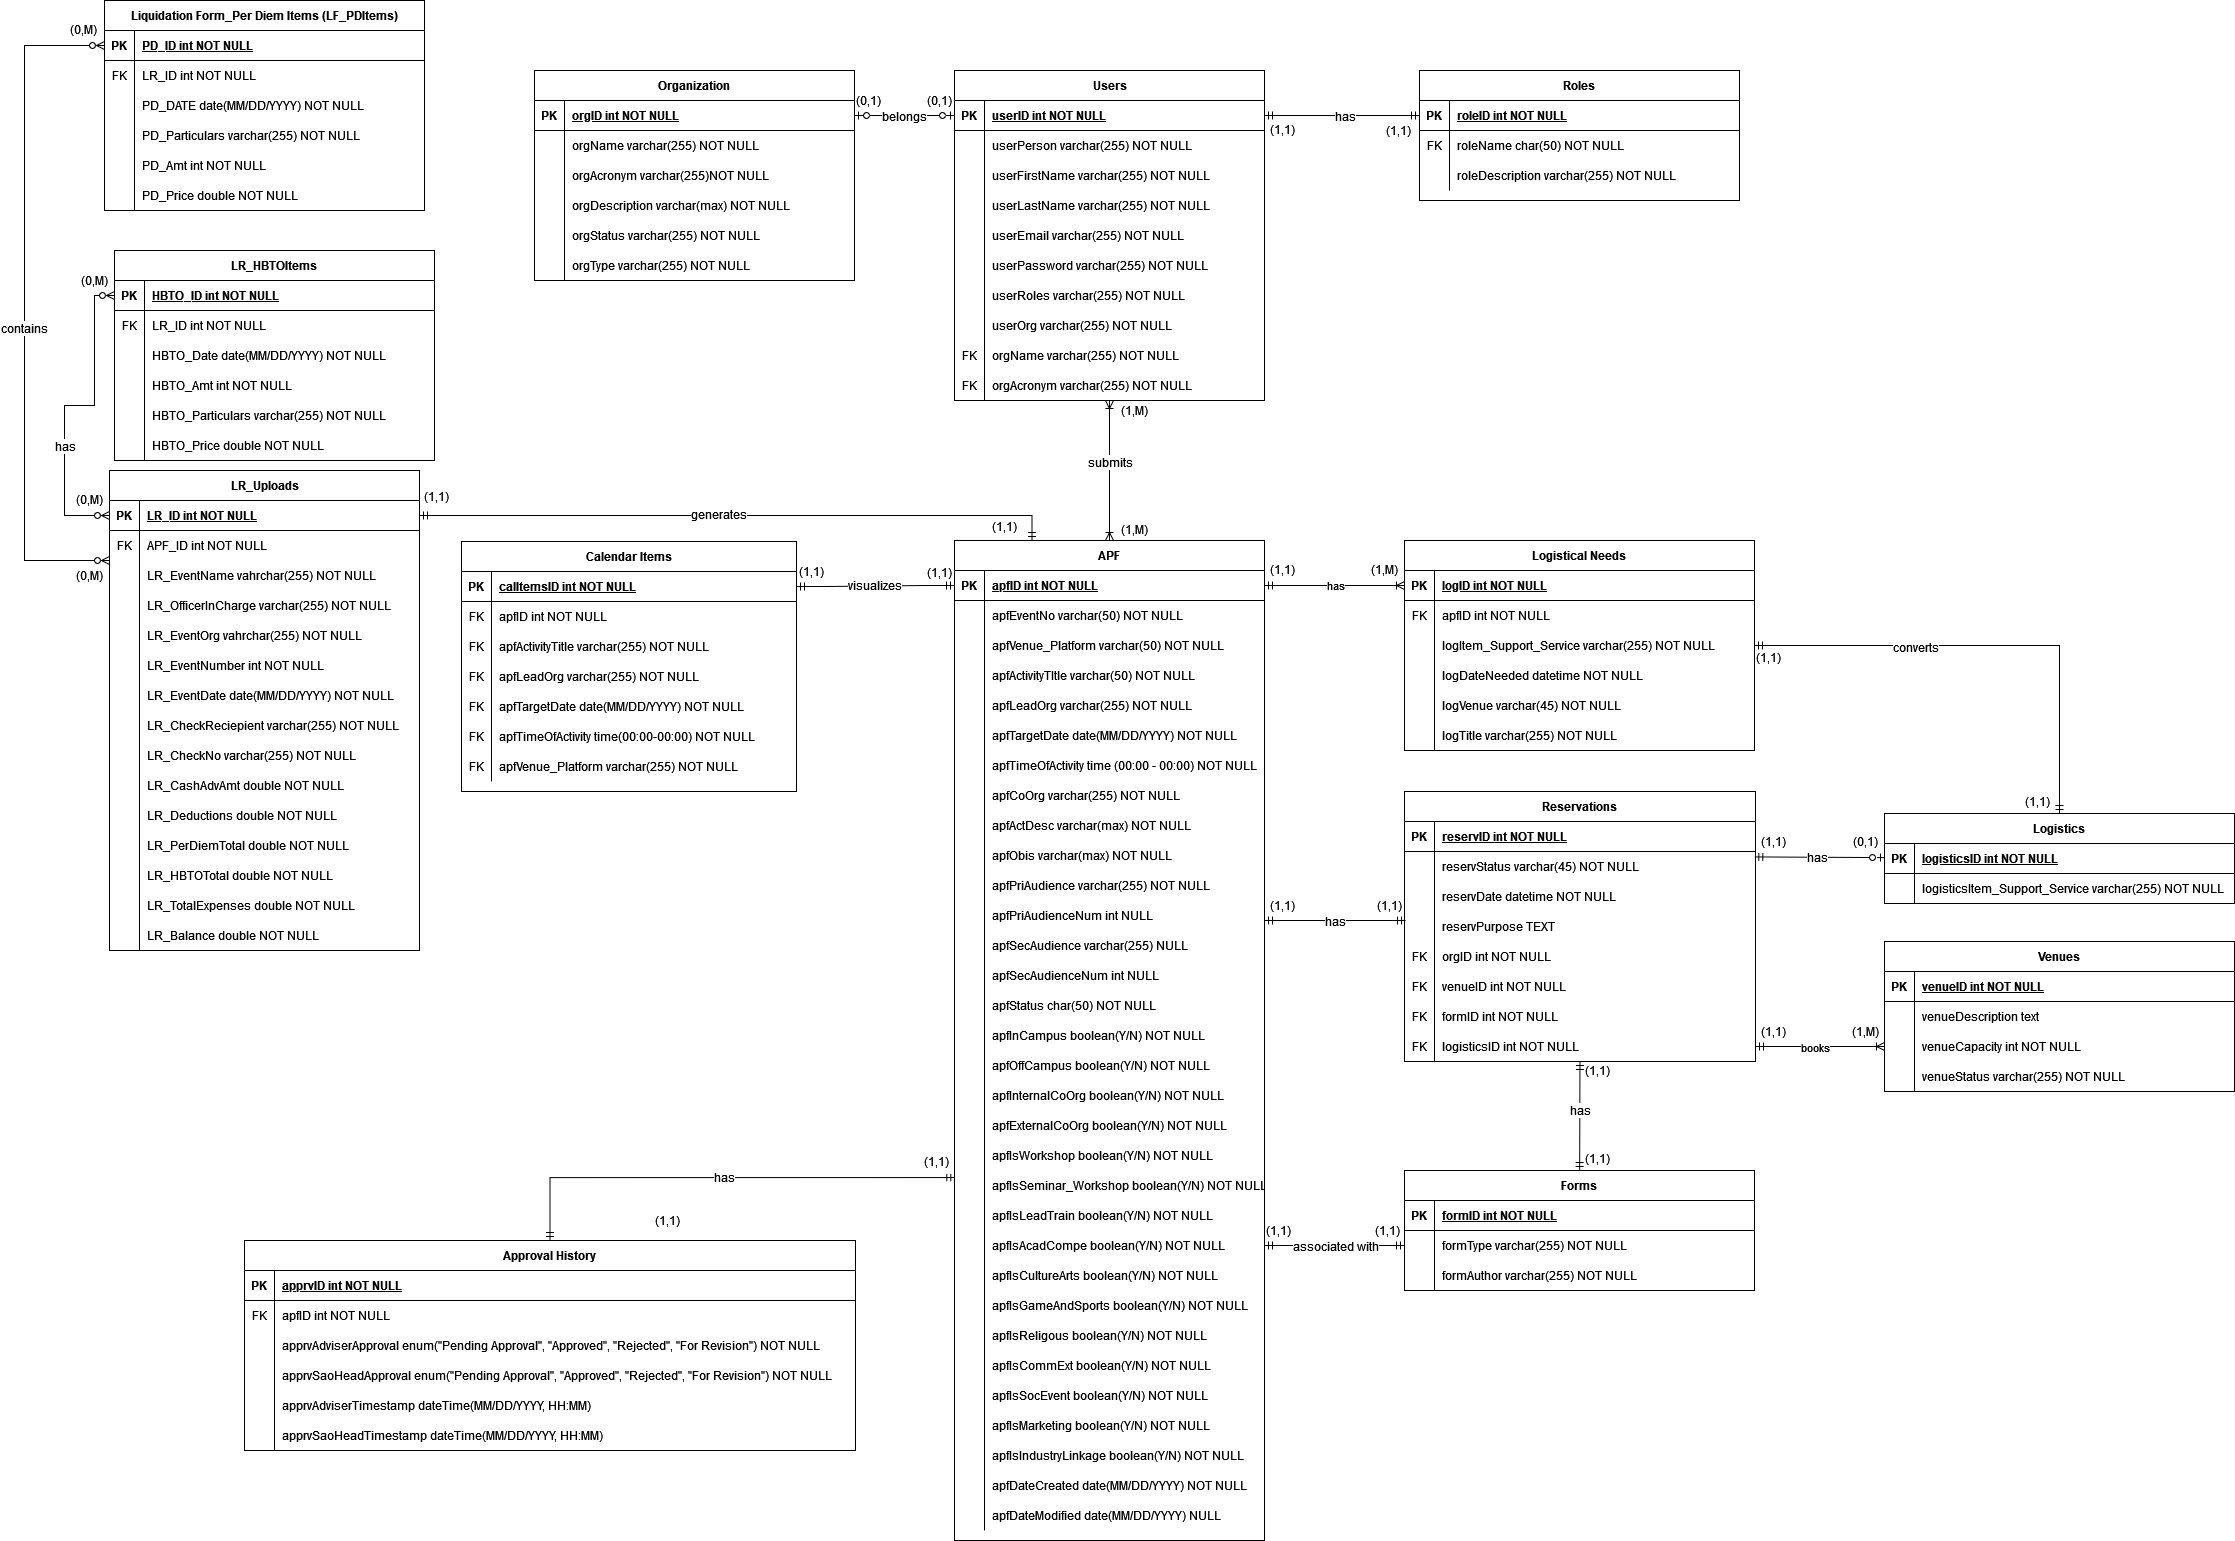 Liquidation Form_Per Diem Items (LF_PDItems)
(0,M)
PK PD_ID int NOT NULL
FK LR_ID int NOT NULL
PD_DATE date(MM/DD/YYYY) NOT NULL
PD_Particulars varchar(255) NOT NULL
PD_Amt int NOT NULL
PD_Price double NOT NULL
contains
LR_HBTOItems
(0,M)
PK HBTO_ID int NOT NULL
FK LR_ID int NOT NULL
HBTO_Date date(MM/DD/YYYY) NOT NULL
HBTO_Amt int NOT NULL
HBTO_Particulars varchar(255) NOT NULL
HBTO_Price double NOT NULL
has
LR_Uploads
(0,M)
(1,1)
PK LR_ID int NOT NULL
FK APF_ID int NOT NULL
(0,M)
LR_EventName vahrchar(255) NOT NULL
LR_OfficerInCharge varchar(255) NOT NULL
LR_EventOrg vahrchar(255) NOT NULL
LR_EventNumber int NOT NULL
LR_EventDate date(MM/DD/YYYY) NOT NULL
LR_CheckReciepient varchar(255) NOT NULL
LR_CheckNo varchar(255) NOT NULL
LR_CashAdvAmt double NOT NULL
LR_Deductions double NOT NULL
LR_PerDiemTotal double NOT NULL
LR_HBTOTotal double NOT NULL
LR_TotalExpenses double NOT NULL
LR_Balance double NOT NULL
generates
(1,1)
Organization
PK orgID int NOT NULL
orgName varchar(255) NOT NULL
orgAcronym varchar(255)NOT NULL
orgDescription varchar(max) NOT NULL
orgStatus varchar(255) NOT NULL
orgType varchar(255) NOT NULL
(0,1)
belongs
(0,1)
Users
PK userID int NOT NULL
userPerson varchar(255) NOT NULL
userFirstName varchar(255) NOT NULL
userLastName varchar(255) NOT NULL
userEmail varchar(255) NOT NULL
userPassword varchar(255) NOT NULL
userRoles varchar(255) NOT NULL
userOrg varchar(255) NOT NULL
FK orgName varchar(255) NOT NULL
FK orgAcronym varchar(255) NOT NULL
(1,1)
has
(1,1)
Roles
PK roleID int NOT NULL
FK roleName char(50) NOT NULL
roleDescription varchar(255) NOT NULL
(1,M)
submits
(1,M)
Calendar Items
PK calItemsID int NOT NULL
FK apfID int NOT NULL
FK apfActivityTitle varchar(255) NOT NULL
FK apfLeadOrg varchar(255) NOT NULL
FK apfTargetDate date(MM/DD/YYYY) NOT NULL
FK apfTimeOfActivity time(00:00-00:00) NOT NULL
FK apfVenue_Platform varchar(255) NOT NULL
(1,1)
visualizes
(1,1)
APF
PK apfID int NOT NULL
apfEventNo varchar(50) NOT NULL
apfVenue_Platform varchar(50) NOT NULL
apfActivityTItle varchar(50) NOT NULL
apfLeadOrg varchar(255) NOT NULL
apfTargetDate date(MM/DD/YYYY) NOT NULL
apfTimeOfActivity time (00:00 - 00:00) NOT NULL
apfCoOrg varchar(255) NOT NULL
apfActDesc varchar(max) NOT NULL
apfObjs varchar(max) NOT NULL
apfPriAudience varchar(255) NOT NULL
apfPriAudienceNum int NULL
apfSecAudience varchar(255) NULL
apfSecAudienceNum int NULL
apfStatus char(50) NOT NULL
apfInCampus boolean(Y/N) NOT NULL
apfOffCampus boolean(Y/N) NOT NULL
apfInternalCoOrg boolean(Y/N) NOT NULL
apfExternalCoOrg boolean(Y/N) NOT NULL
apfIsWorkshop boolean(Y/N) NOT NULL
apfIsSeminar_Workshop boolean(Y/N) NOT NULL
apfIsLeadTrain boolean(Y/N) NOT NULL
apfIsAcadCompe boolean(Y/N) NOT NULL
apfIsCultureArts boolean(Y/N) NOT NULL
apfIsGameAndSports boolean(Y/N) NOT NULL
apfIsReligous boolean(Y/N) NOT NULL
apfIsCommExt boolean(Y/N) NOT NULL
apfIsSocEvent boolean(Y/N) NOT NULL
apfIsMarketing boolean(Y/N) NOT NULL
apfIsIndustryLinkage boolean(Y/N) NOT NULL
apfDateCreated date(MM/DD/YYYY) NOT NULL
apfDateModified date(MM/DD/YYYY) NULL
(1,1)
has
(1,M)
Logistical Needs
PK logID int NOT NULL
FK apfID int NOT NULL
logItem_Support_Service varchar(255) NOT NULL
logDateNeeded datetime NOT NULL
logVenue varchar(45) NOT NULL
logTitle varchar(255) NOT NULL
(1,1)
converts
(1,1)
Reservations
PK reservID int NOT NULL
reservStatus varchar(45) NOT NULL
reservDate datetime NOT NULL
reservPurpose TEXT
FK orgID int NOT NULL
FK venueID int NOT NULL
FK formID int NOT NULL
FK logisticsID int NOT NULL
(1,1)
has
(1,1)
(1,1)
has
(0,1)
Logistics
PK logisticsID int NOT NULL
logisticsItem_Support_Service varchar(255) NOT NULL
Venues
PK venueID int NOT NULL
venueDescription text
venueCapacity int NOT NULL
venueStatus varchar(255) NOT NULL
(1,1)
books
(1,M)
(1,1)
has
(1,1)
Forms
PK formID int NOT NULL
formType varchar(255) NOT NULL
formAuthor varchar(255) NOT NULL
(1,1)
associated with
(1,1)
(1,1)
has
(1,1)
Approval History
PK apprvID int NOT NULL
FK apfID int NOT NULL
apprvAdviserApproval enum("Pending Approval", "Approved", "Rejected", "For Revision") NOT NULL
apprvSaoHeadApproval enum("Pending Approval", "Approved", "Rejected", "For Revision") NOT NULL
apprvAdviserTimestamp dateTime(MM/DD/YYYY, HH:MM)
apprvSaoHeadTimestamp dateTime(MM/DD/YYYY, HH:MM)